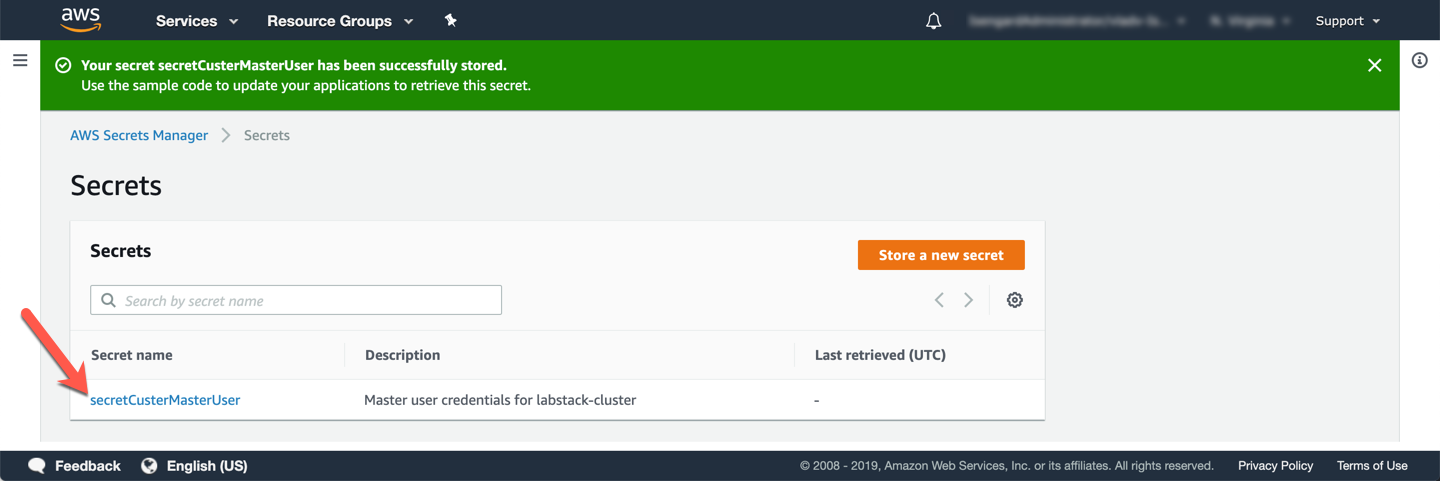 aws Services Resource Groups Support
Your secret secretCusterMasterUser has been successfully stored.
Use the sample code to update your applications to retrieve this secret.
AWS Secrets Manager Secrets
Secrets
Secrets
Store a new secret
Search by secret name
Secret name Description Last retrieved (UTC)
secretCusterMasterUser Master user credentials for labstack-cluster -
Feedback English (US) © 2008 - 2019, Amazon Web Services, Inc. or its affiliates. All rights reserved. Privacy Policy Terms of Use